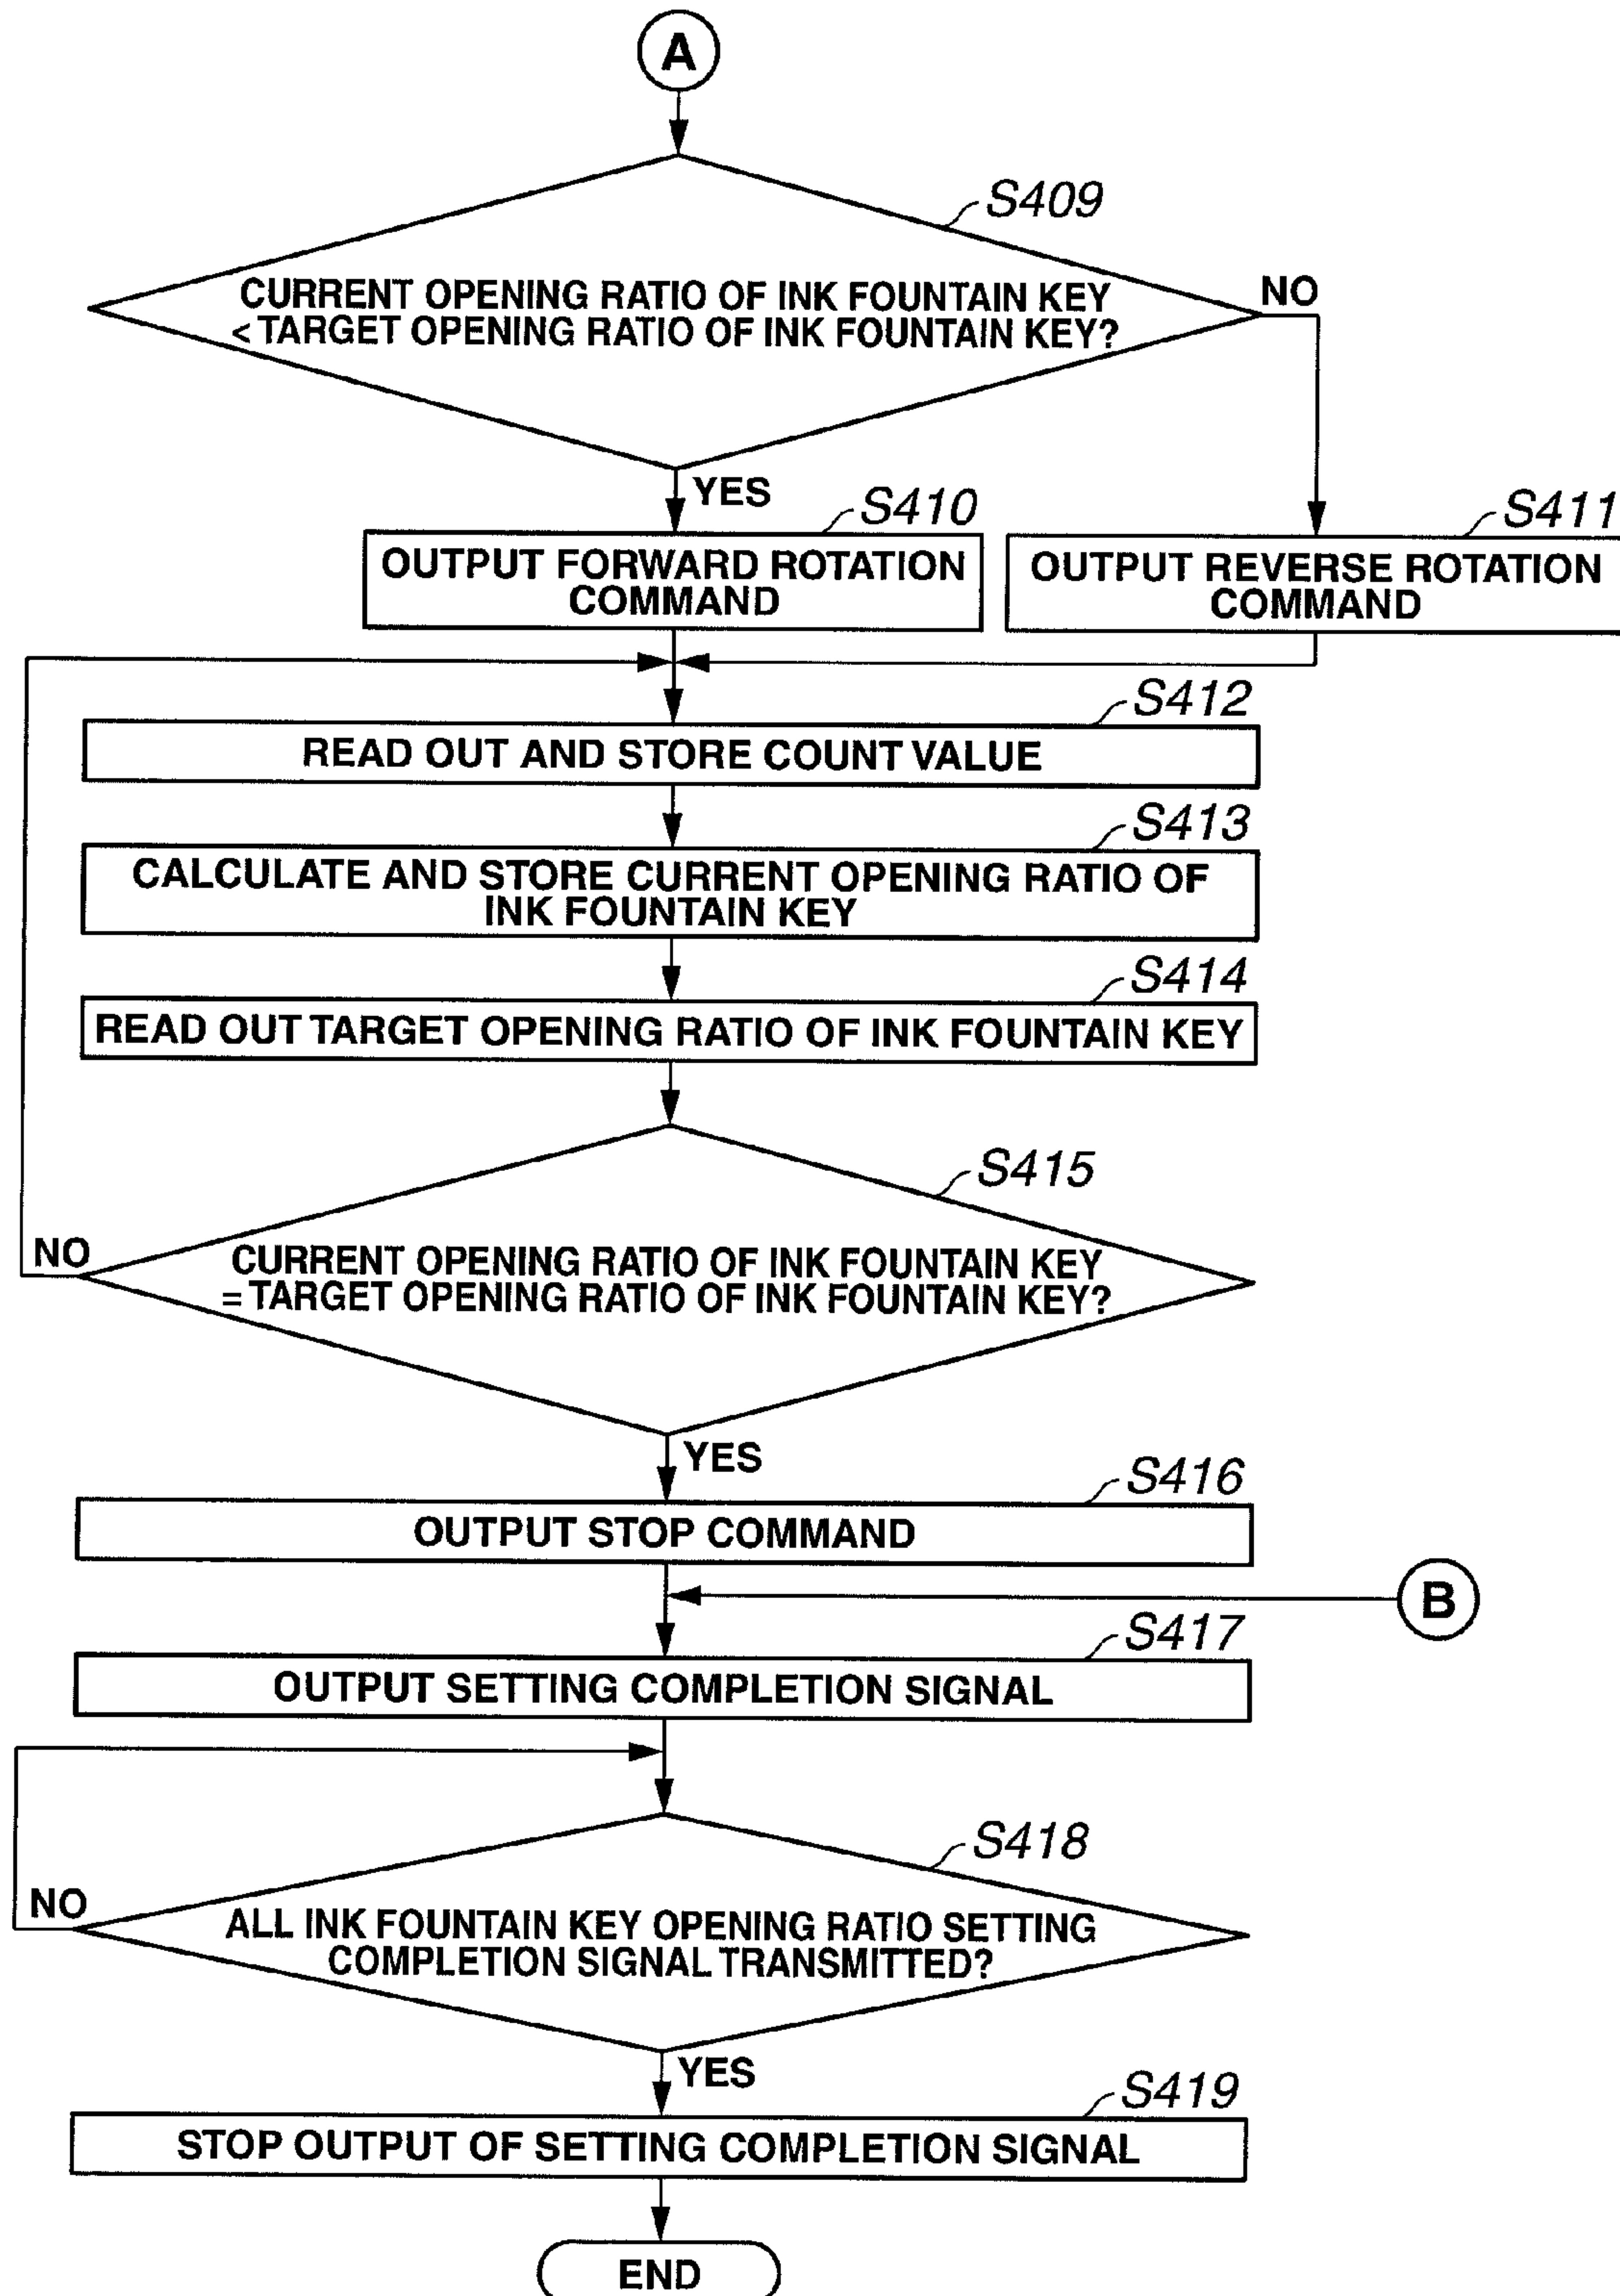 A
S409
CURRENT OPENING RATIO OF INK FOUNTAIN KEY
< TARGET OPENING RATIO OF INK FOUNTAIN KEY?
NO
YES
S410
OUTPUT FORWARD ROTATION
COMMAND
S411
OUTPUT REVERSE ROTATION
COMMAND
S412
READ OUT AND STORE COUNT VALUE
S413
CALCULATE AND STORE CURRENT OPENING RATIO OF
INK FOUNTAIN KEY
S414
READ OUT TARGET OPENING RATIO OF INK FOUNTAIN KEY
S415
NO
CURRENT OPENING RATIO OF INK FOUNTAIN KEY
= TARGET OPENING RATIO OF INK FOUNTAIN KEY?
YES
S416
OUTPUT STOP COMMAND
B
S417
OUTPUT SETTING COMPLETION SIGNAL
S418
NO
ALL INK FOUNTAIN KEY OPENING RATIO SETTING
COMPLETION SIGNAL TRANSMITTED?
YES
S419
STOP OUTPUT OF SETTING COMPLETION SIGNAL
END